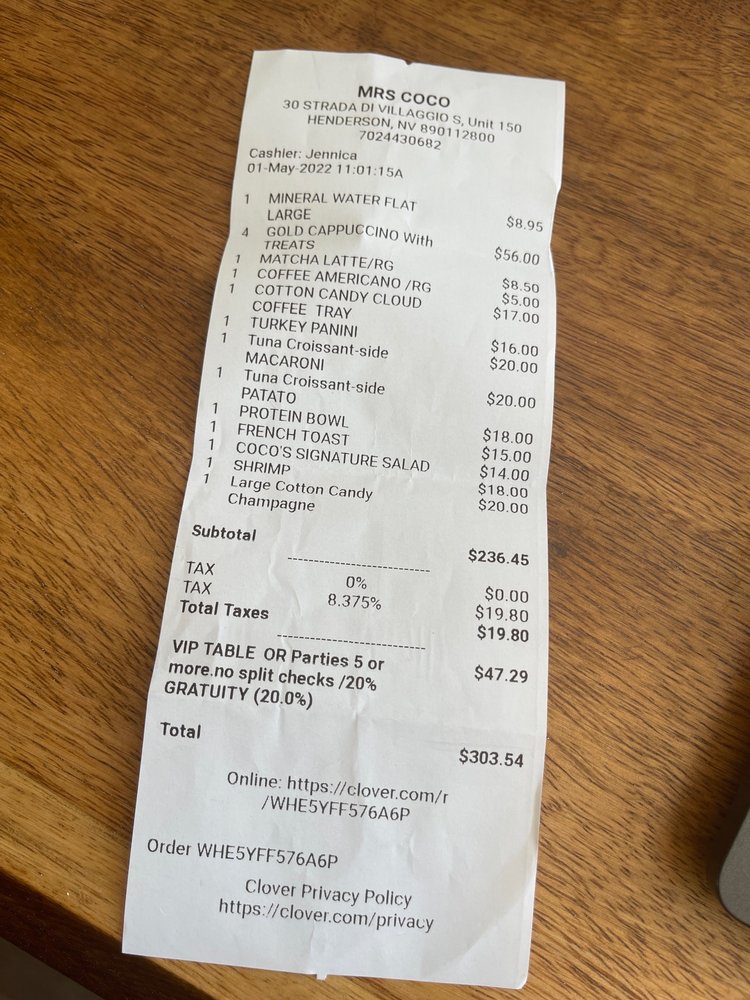 MRS COCO
30 STRADA DI VILLAGGIO S, Unit 150
HENDERSON, NV 890112800
7024430682
Cashier: Jennica
01-May-2022 11:01:15A
1 MINERAL WATER FLAT
LARGE $8.95
4 GOLD CAPPUCCINO With
TREATS $56.00
1 MATCHA LATTE/RG $8.50
1 COFFEE AMERICANO /RG $5.00
1 COTTON CANDY CLOUD $17.00
COFFEE TRAY
1 TURKEY PANINI $16.00
1 Tuna Croissant-side $20.00
MACARONI
1 Tuna Croissant-side $20.00
PATATO
1 PROTEIN BOWL $18.00
1 FRENCH TOAST $15.00
1 COCO'S SIGNATURE SALAD $14.00
1 SHRIMP $18.00
1 Large Cotton Candy $20.00
Champagne
Subtotal $236.45
------------------------
TAX 0% $0.00
TAX 8.375% $19.80
Total Taxes $19.80
------------------------
VIP TABLE OR Parties 5 or
more.no split checks /20% $47.29
GRATUITY (20.0%)
Total $303.54
Online: https://clover.com/r
/WHE5YFF576A6P
Order WHE5YFF576A6P
Clover Privacy Policy
https://clover.com/privacy